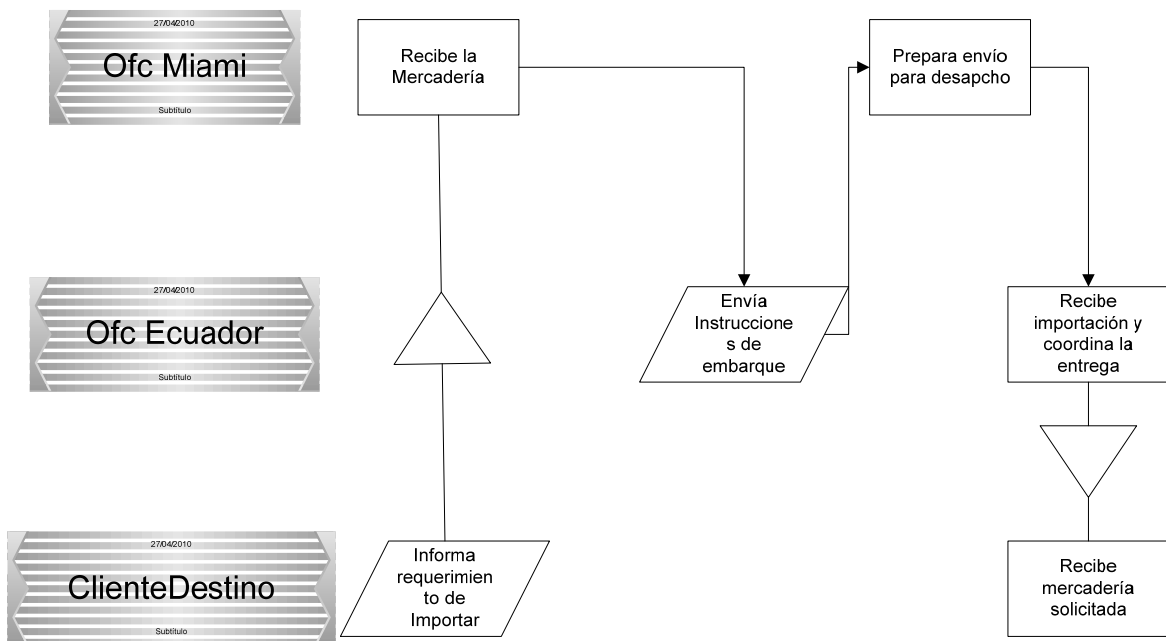 27/04/2010
Ofc Miami
Subtítulo
Recibe la
Mercadería
Prepara envío
para desapcho
27/04/2010
Ofc Ecuador
Subtítulo
Envía
Instruccione
s de
embarque
Recibe
importación y
coordina la
entrega
27/04/2010
ClienteDestino
Subtítulo
Informa
requerimien
to de
Importar
Recibe
mercadería
solicitada